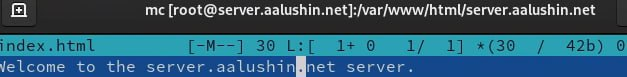 mc [root@server.aalushin.net]:/var/www/html/server.aalushin.net
index.html [-M--] 30 L:[ 1+ 0 1/ 1] *(30 / 42b) 0
Welcome to the server.aalushin.net server.